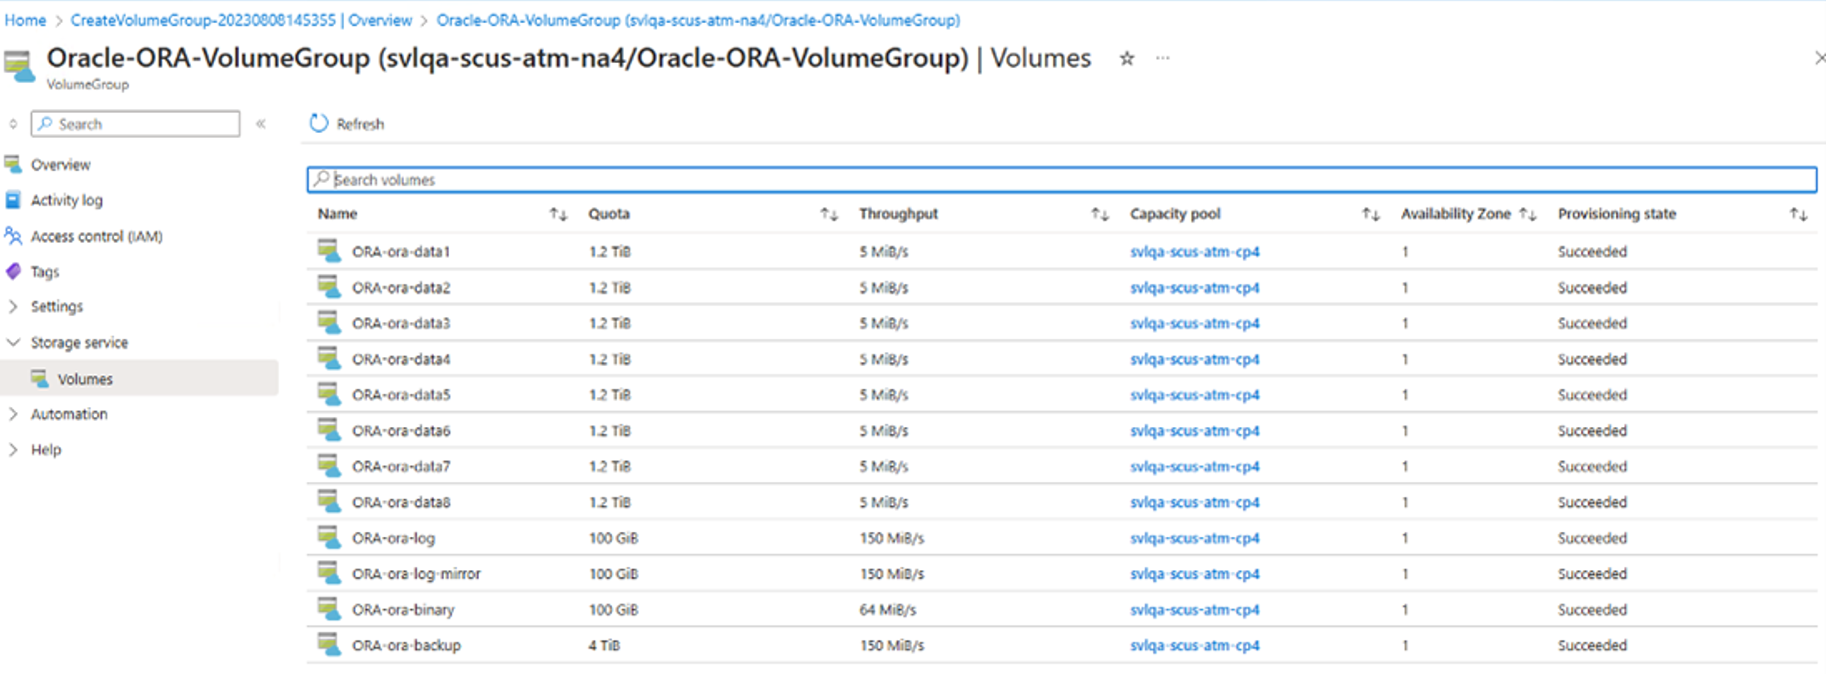 Home > CreateVolumeGroup-20230808145355 | Overview > Oracle-ORA-VolumeGroup (svlqa-scus-atm-na4/Oracle-ORA-VolumeGroup)
Oracle-ORA-VolumeGroup (svlqa-scus-atm-na4/Oracle-ORA-VolumeGroup) | Volumes
VolumeGroup
Search
Refresh
Overview
Activity log
Access control (IAM)
Tags
Settings
Storage service
Volumes
Automation
Help
Search volumes
Name Quota Throughput Capacity pool Availability Zone Provisioning state
ORA-ora-data1 1.2 TiB 5 MiB/s svlqa-scus-atm-cp4 1 Succeeded
ORA-ora-data2 1.2 TiB 5 MiB/s svlqa-scus-atm-cp4 1 Succeeded
ORA-ora-data3 1.2 TiB 5 MiB/s svlqa-scus-atm-cp4 1 Succeeded
ORA-ora-data4 1.2 TiB 5 MiB/s svlqa-scus-atm-cp4 1 Succeeded
ORA-ora-data5 1.2 TiB 5 MiB/s svlqa-scus-atm-cp4 1 Succeeded
ORA-ora-data6 1.2 TiB 5 MiB/s svlqa-scus-atm-cp4 1 Succeeded
ORA-ora-data7 1.2 TiB 5 MiB/s svlqa-scus-atm-cp4 1 Succeeded
ORA-ora-data8 1.2 TiB 5 MiB/s svlqa-scus-atm-cp4 1 Succeeded
ORA-ora-log 100 GiB 150 MiB/s svlqa-scus-atm-cp4 1 Succeeded
ORA-ora-log-mirror 100 GiB 150 MiB/s svlqa-scus-atm-cp4 1 Succeeded
ORA-ora-binary 100 GiB 64 MiB/s svlqa-scus-atm-cp4 1 Succeeded
ORA-ora-backup 4 TiB 150 MiB/s svlqa-scus-atm-cp4 1 Succeeded